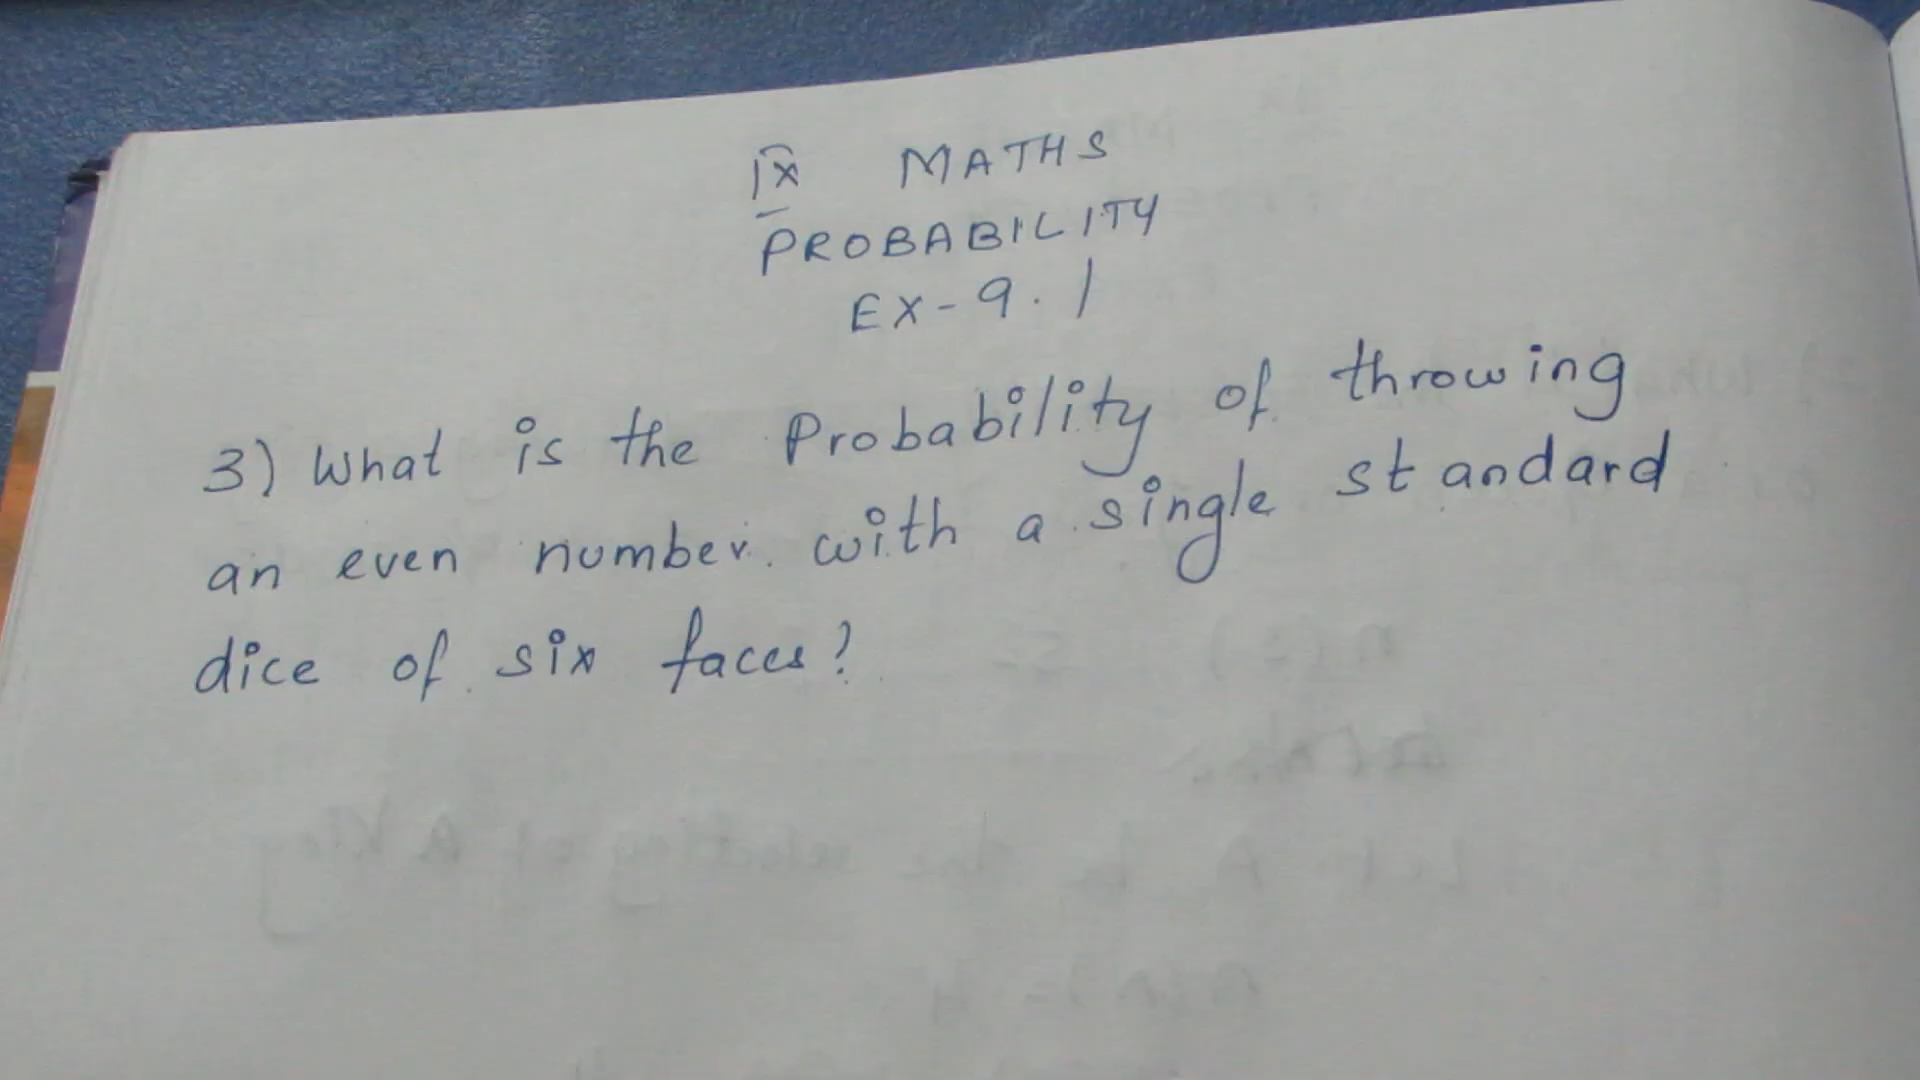 IX MATHS
PROBABILITY
EX-9.1
3) What is the Probability of throwing
an even number. with a single standard
dice of six faces?